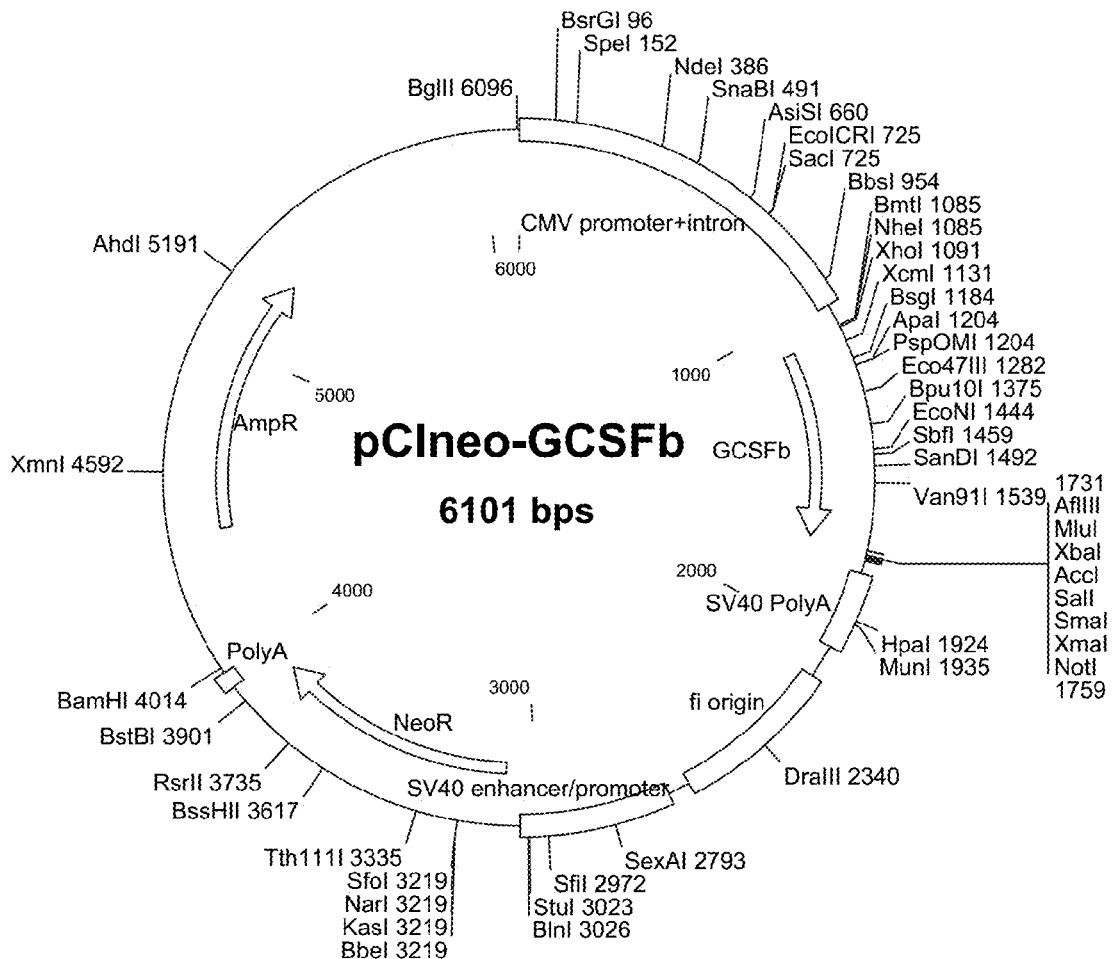 BsrGI 96
SpeI 152
NdeI 386
SnaBI 491
AsiSI 660
EcoICRI 725
SacI 725
BbsI 954
BmtI 1085
NheI 1085
XhoI 1091
XcmI 1131
BsgI 1184
ApaI 1204
PspOMI 1204
Eco47III 1282
Bpu10I 1375
EcoNI 1444
SbfI 1459
SanDI 1492
Van91I 1539
1731
AflIII
MluI
XbaI
AccI
SalI
SmaI
XmaI
NotI
1759
HpaI 1924
MunI 1935
DraIII 2340
SexAI 2793
SfiI 2972
StuI 3023
BlnI 3026
SfoI 3219
NarI 3219
KasI 3219
BbeI 3219
Tth111I 3335
BssHII 3617
RsrII 3735
BstBI 3901
BamHI 4014
XmnI 4592
AhdI 5191
BglII 6096
CMV promoter+intron
GCSFb
SV40 PolyA
fi origin
SV40 enhancer/promoter
NeoR
PolyA
AmpR
6000
1000
2000
3000
4000
5000
pCIneo-GCSFb
6101 bps